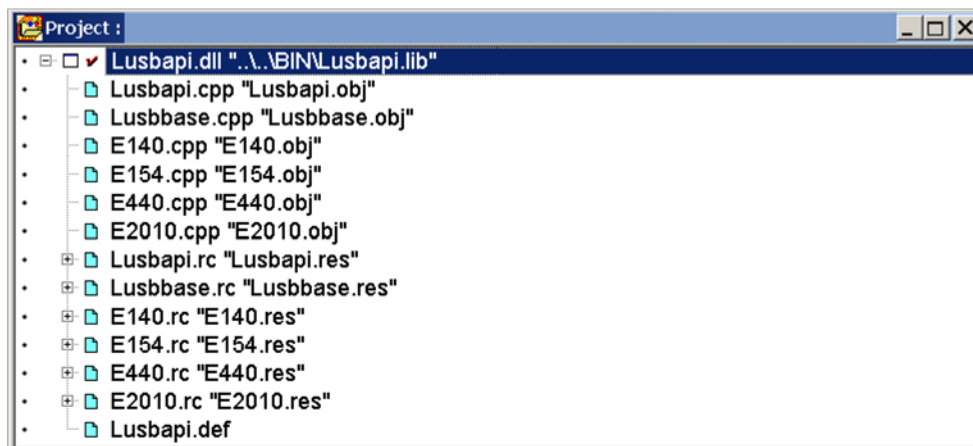 Project :
Lusbapi.dll "..\..\BIN\Lusbapi.lib"
Lusbapi.cpp "Lusbapi.obj"
Lusbbase.cpp "Lusbbase.obj"
E140.cpp "E140.obj"
E154.cpp "E154.obj"
E440.cpp "E440.obj"
E2010.cpp "E2010.obj"
Lusbapi.rc "Lusbapi.res"
Lusbbase.rc "Lusbbase.res"
E140.rc "E140.res"
E154.rc "E154.res"
E440.rc "E440.res"
E2010.rc "E2010.res"
Lusbapi.def